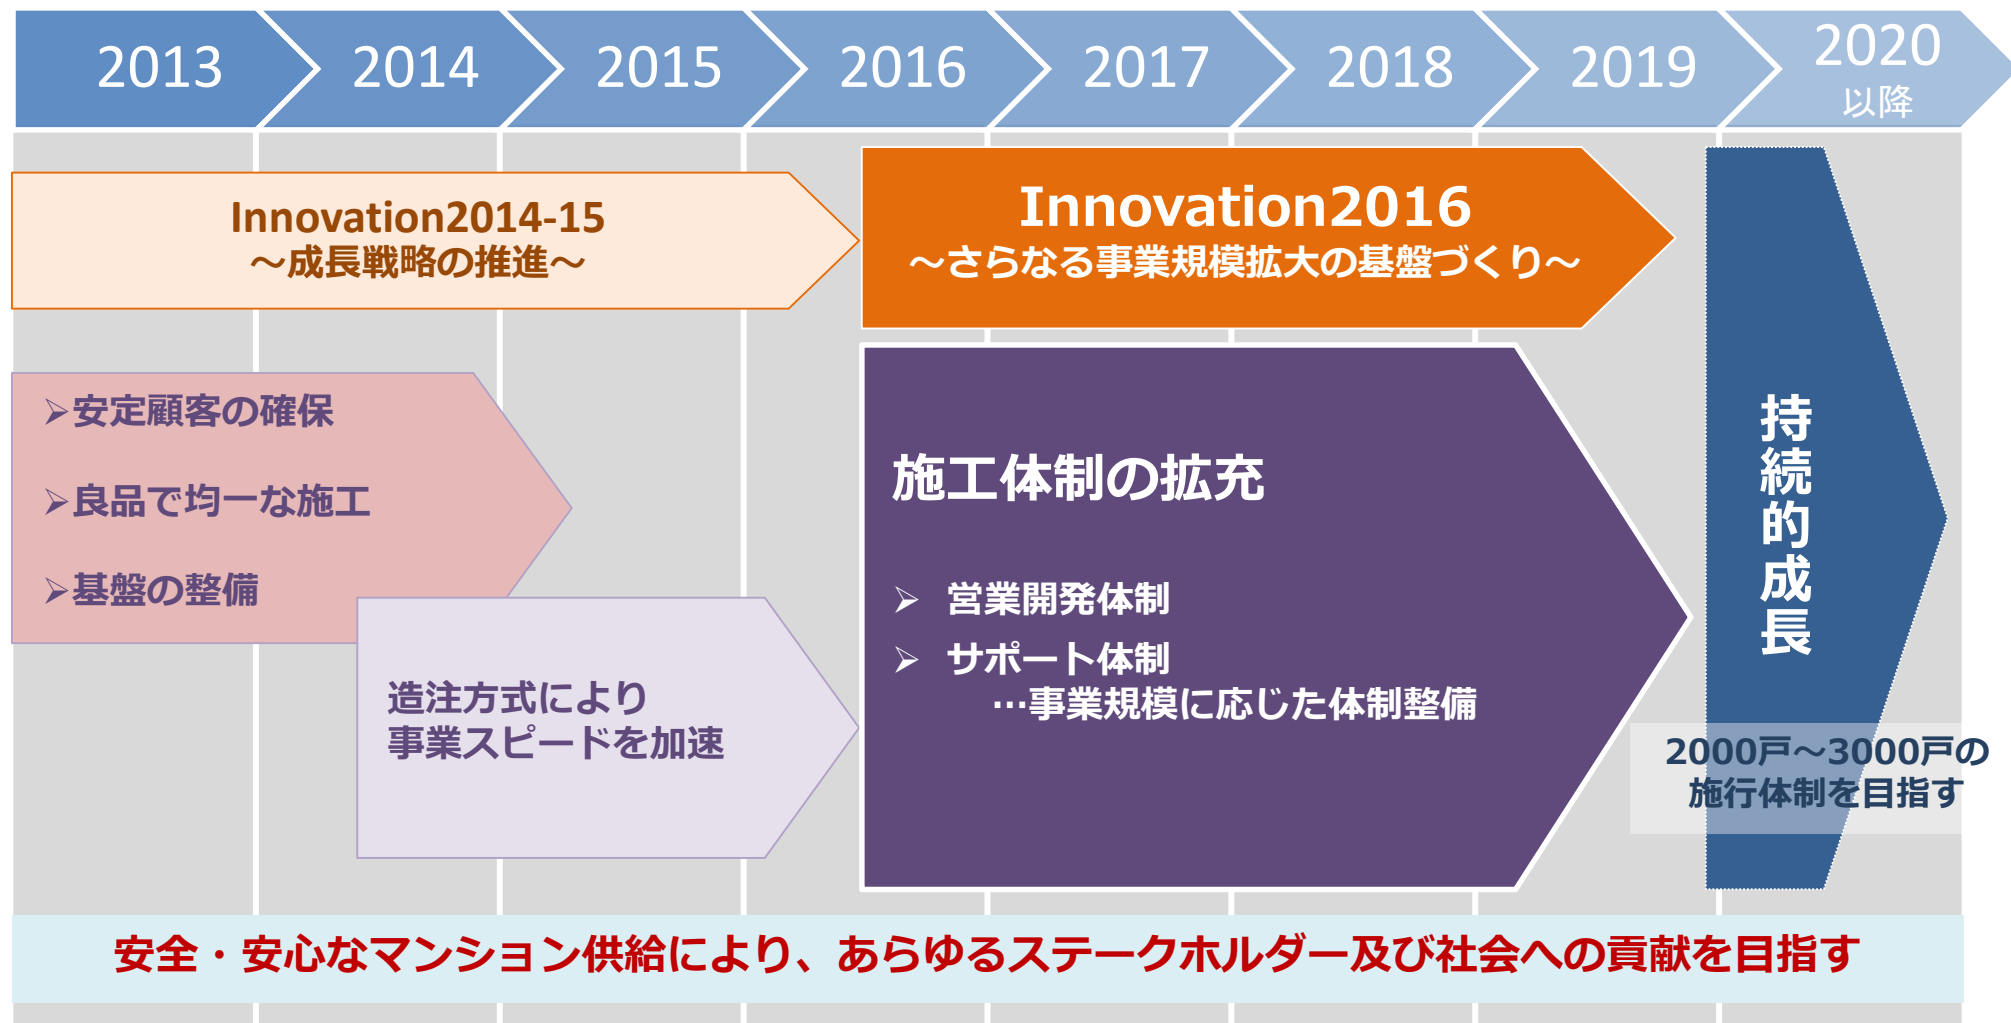 2013
2014
2015
2016
2017
2018
2019
2020
以降
Innovation2014-15
～成長戦略の推進～
Innovation2016
～さらなる事業規模拡大の基盤づくり～
➢安定顧客の確保
➢良品で均一な施工
➢基盤の整備
造注方式により
事業スピードを加速
施工体制の拡充
➢ 営業開発体制
➢ サポート体制
…事業規模に応じた体制整備
持続的成長
2000戸～3000戸の
施行体制を目指す
安全・安心なマンション供給により、あらゆるステークホルダー及び社会への貢献を目指す